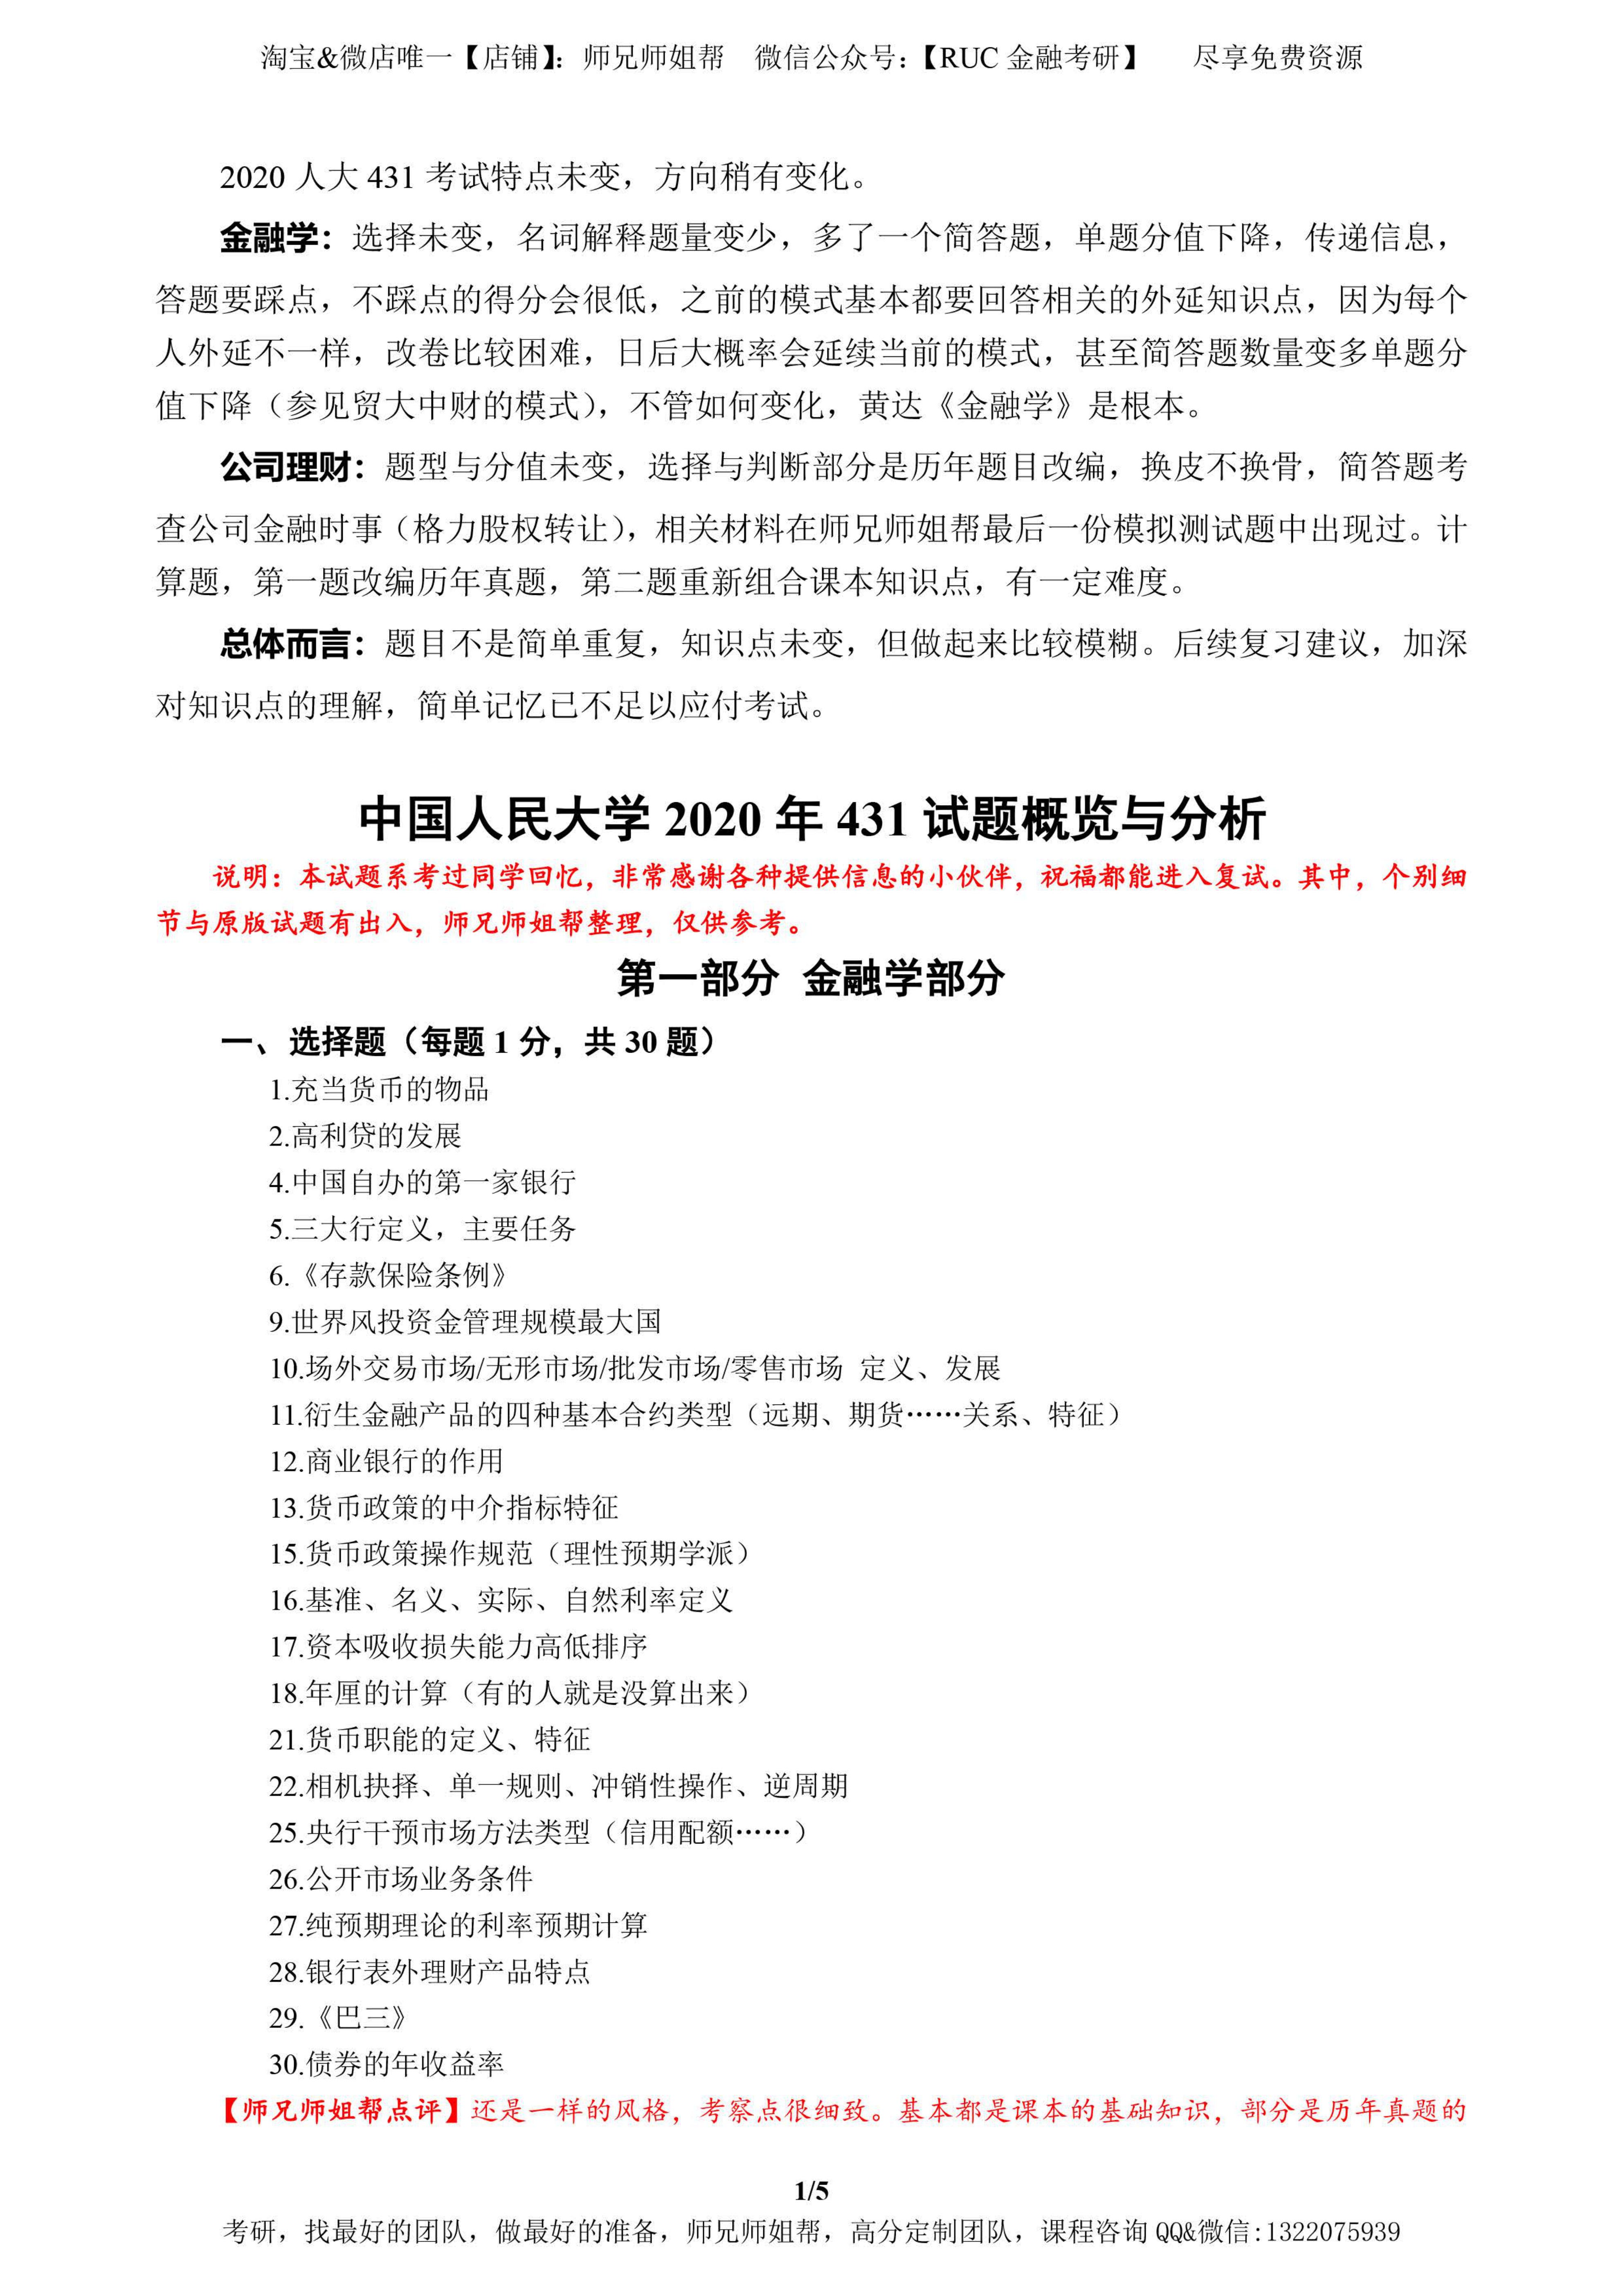 淘宝&微店唯一【店铺】：师兄师姐帮 微信公众号：【RUC 金融考研】 尽享免费资源
2020 人大 431 考试特点未变，方向稍有变化。
金融学：选择未变，名词解释题量变少，多了一个简答题，单题分值下降，传递信息，
答题要踩点，不踩点的得分会很低，之前的模式基本都要回答相关的外延知识点，因为每个
人外延不一样，改卷比较困难，日后大概率会延续当前的模式，甚至简答题数量变多单题分
值下降（参见贸大中财的模式），不管如何变化，黄达《金融学》是根本。
公司理财：题型与分值未变，选择与判断部分是历年题目改编，换皮不换骨，简答题考
查公司金融时事（格力股权转让），相关材料在师兄师姐帮最后一份模拟测试题中出现过。计
算题，第一题改编历年真题，第二题重新组合课本知识点，有一定难度。
总体而言：题目不是简单重复，知识点未变，但做起来比较模糊。后续复习建议，加深
对知识点的理解，简单记忆已不足以应付考试。
中国人民大学 2020 年 431 试题概览与分析
说明：本试题系考过同学回忆，非常感谢各种提供信息的小伙伴，祝福都能进入复试。其中，个别细
节与原版试题有出入，师兄师姐帮整理，仅供参考。
第一部分 金融学部分
一、选择题（每题 1 分，共 30 题）
1.充当货币的物品
2.高利贷的发展
4.中国自办的第一家银行
5.三大行定义，主要任务
6.《存款保险条例》
9.世界风投资金管理规模最大国
10.场外交易市场/无形市场/批发市场/零售市场 定义、发展
11.衍生金融产品的四种基本合约类型（远期、期货……关系、特征）
12.商业银行的作用
13.货币政策的中介指标特征
15.货币政策操作规范（理性预期学派）
16.基准、名义、实际、自然利率定义
17.资本吸收损失能力高低排序
18.年厘的计算（有的人就是没算出来）
21.货币职能的定义、特征
22.相机抉择、单一规则、冲销性操作、逆周期
25.央行干预市场方法类型（信用配额……）
26.公开市场业务条件
27.纯预期理论的利率预期计算
28.银行表外理财产品特点
29.《巴三》
30.债券的年收益率
【师兄师姐帮点评】还是一样的风格，考察点很细致。基本都是课本的基础知识，部分是历年真题的
1/5
考研，找最好的团队，做最好的准备，师兄师姐帮，高分定制团队，课程咨询 QQ&微信:1322075939